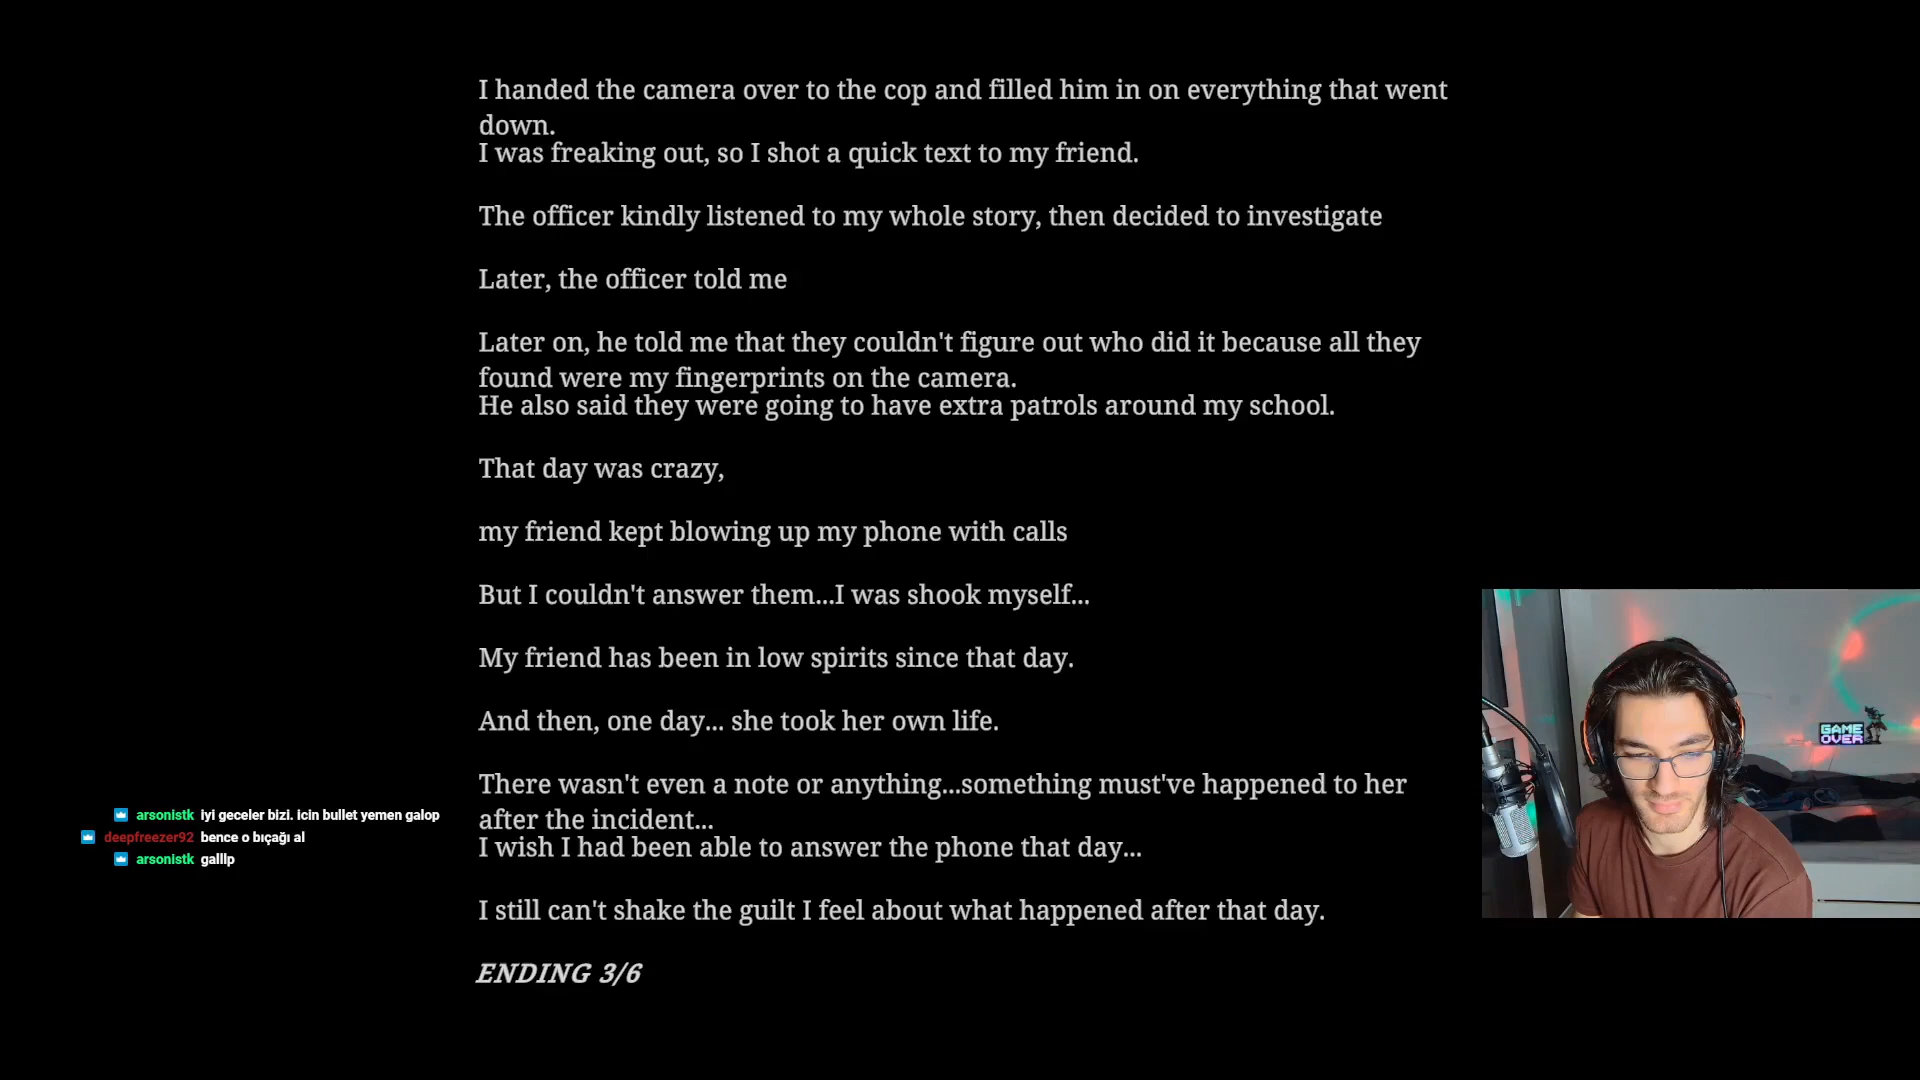 I handed the camera over to the cop and filled him in on everything that went
down.
I was freaking out, so I shot a quick text to my friend.
The officer kindly listened to my whole story, then decided to investigate
Later, the officer told me
Later on, he told me that they couldn't figure out who did it because all they
found were my fingerprints on the camera.
He also said they were going to have extra patrols around my school.
That day was crazy,
my friend kept blowing up my phone with calls
But I couldn't answer them...I was shook myself...
My friend has been in low spirits since that day.
And then, one day... she took her own life.
There wasn't even a note or anything...something must've happened to her
after the incident...
I wish I had been able to answer the phone that day...
I still can't shake the guilt I feel about what happened after that day.
ENDING 3/6
arsonistk iyi geceler bizi. icin bullet yemen galop
deepfreezer92 bence o bıçağı al
arsonistk galllp
GAME
OVER